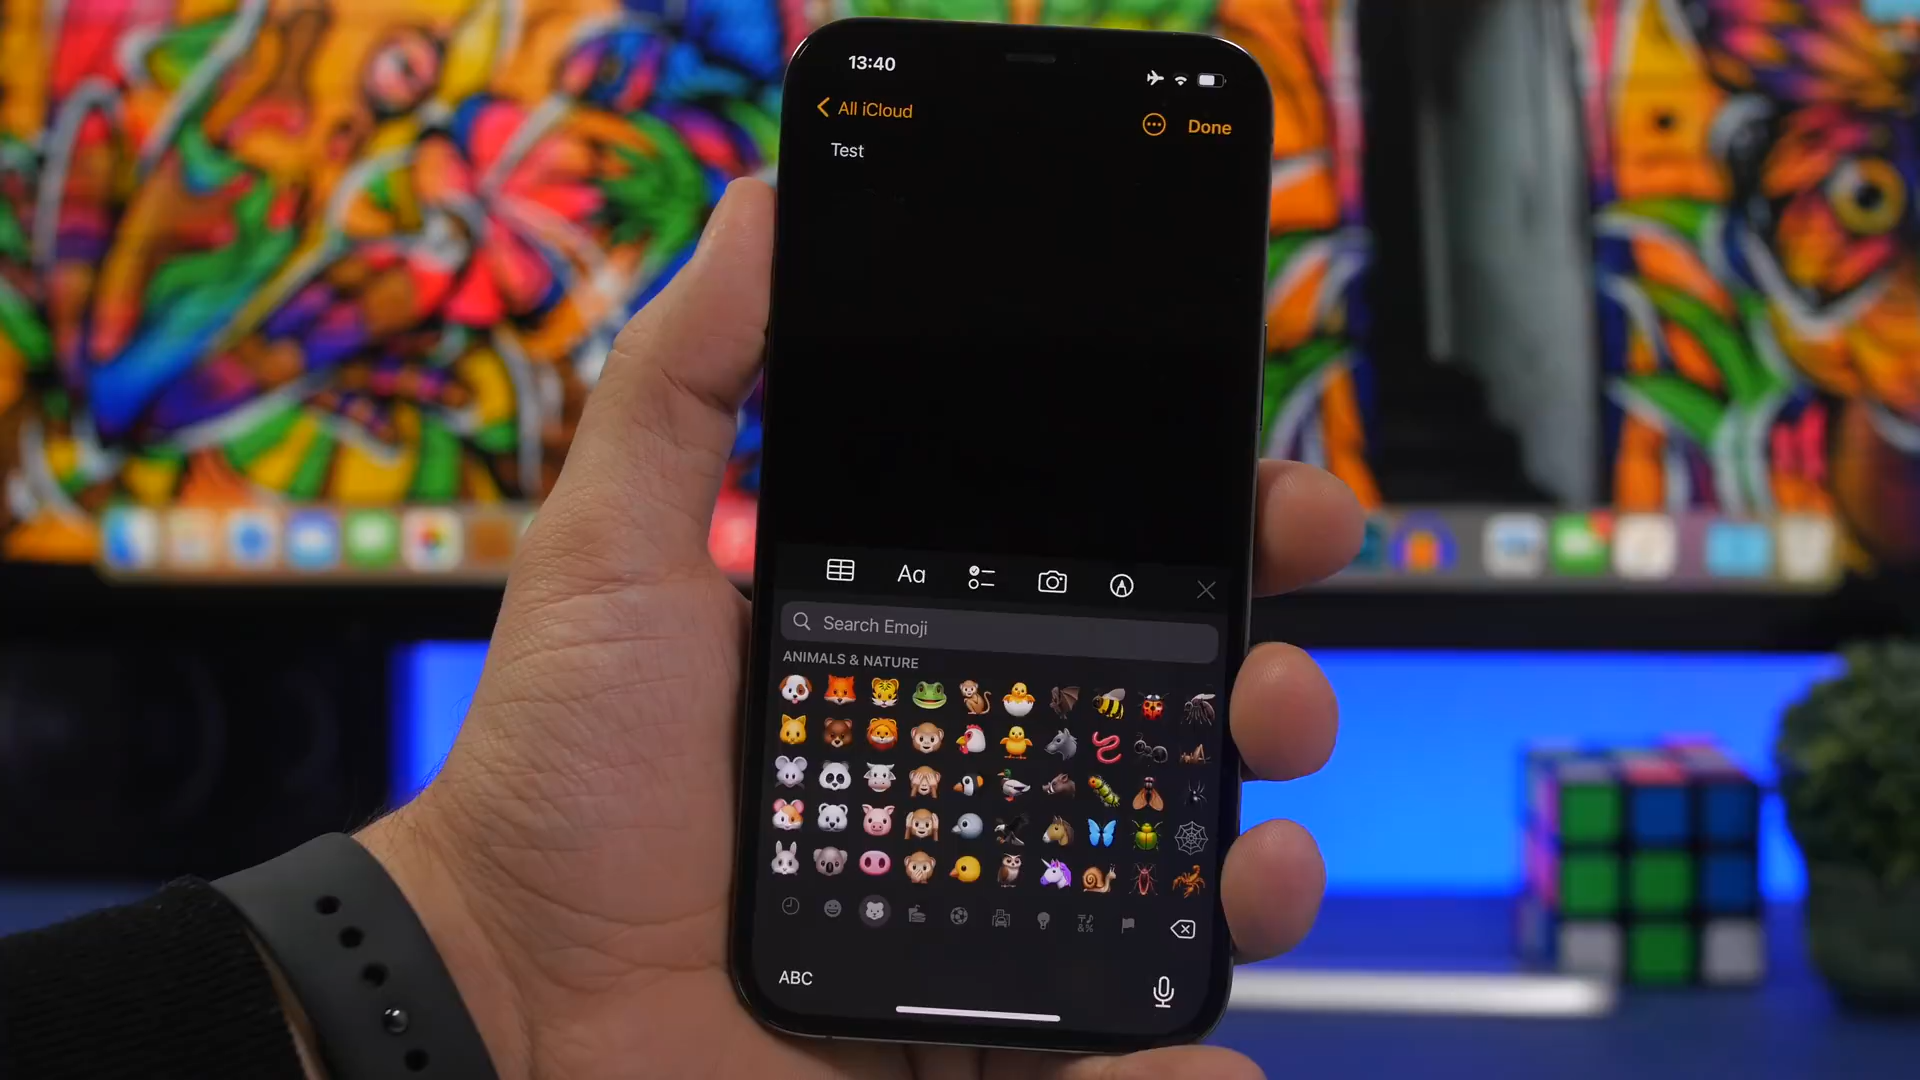 13:40
All iCloud
Done
Test
Aa
Search Emoji
ANIMALS & NATURE
ABC